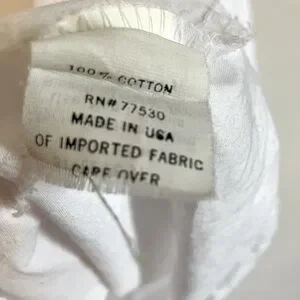 100% COTTON
RN# 77530
MADE IN USA
OF IMPORTED FABRIC
CARE OVER